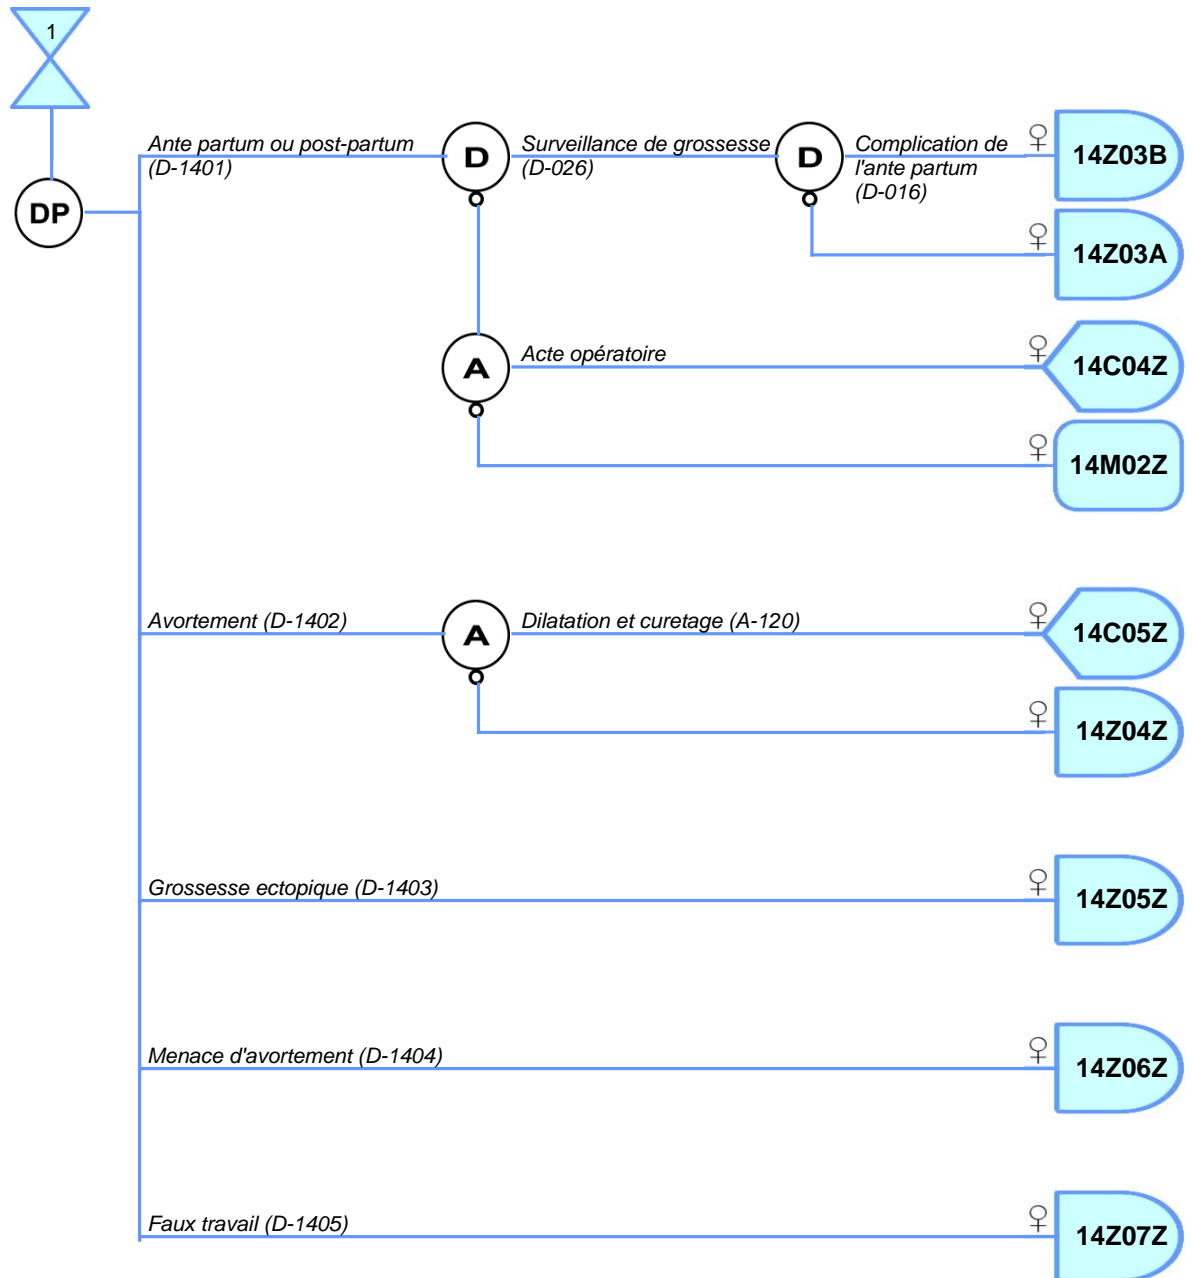 1
DP
Ante partum ou post-partum
(D-1401)
D
Surveillance de grossesse
(D-026)
D
Complication de
l'ante partum
(D-016)
♀
14Z03B
♀
14Z03A
A
Acte opératoire
♀
14C04Z
♀
14M02Z
Avortement (D-1402)
A
Dilatation et curetage (A-120)
♀
14C05Z
♀
14Z04Z
Grossesse ectopique (D-1403)
♀
14Z05Z
Menace d'avortement (D-1404)
♀
14Z06Z
Faux travail (D-1405)
♀
14Z07Z